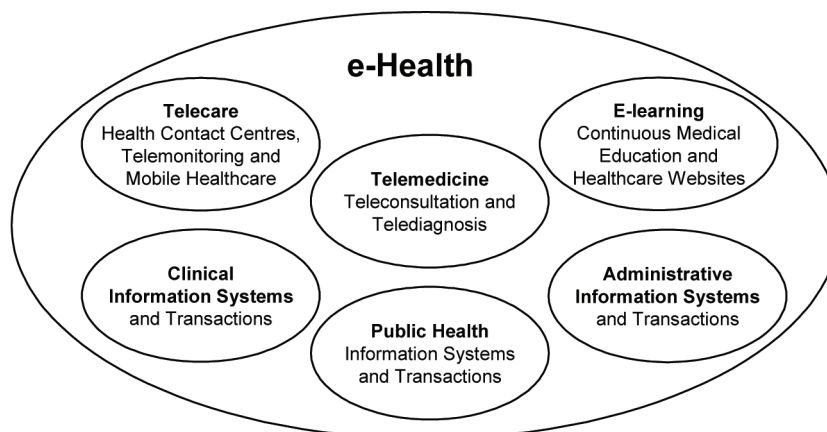 e-Health
Telecare
Health Contact Centres,
Telemonitoring and
Mobile Healthcare
E-learning
Continuous Medical
Education and
Healthcare Websites
Telemedicine
Teleconsultation and
Telediagnosis
Clinical
Information Systems
and Transactions
Administrative
Information Systems
and Transactions
Public Health
Information Systems
and Transactions